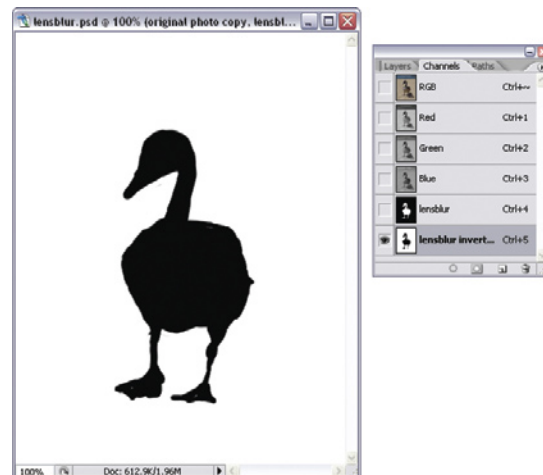 lensblur.psd @ 100% (original photo copy, lensbl...
Layers Channels Paths
RGB Ctrl+~
Red Ctrl+1
Green Ctrl+2
Blue Ctrl+3
lensblur Ctrl+4
lensblur invert... Ctrl+5
100% Doc: 612.9K/1.96M